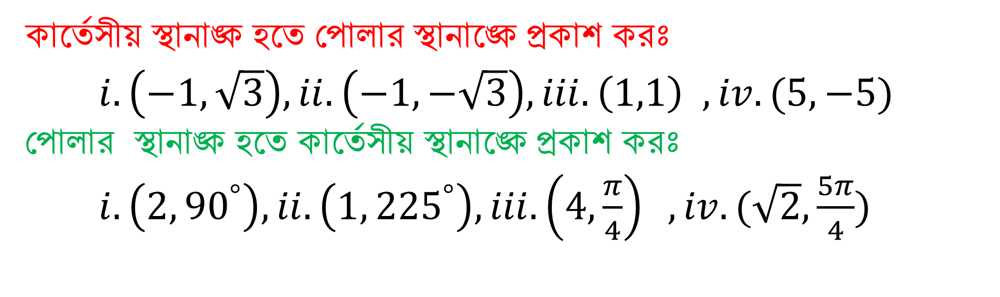 কার্তেসীয় স্থানাঙ্ক হতে পোলার স্থানাঙ্কে প্রকাশ করঃ
i. (−1, √3), ii. (−1, −√3), iii. (1,1) , iv. (5, −5)
পোলার স্থানাঙ্ক হতে কার্তেসীয় স্থানাঙ্কে প্রকাশ করঃ
i. (2, 90°), ii. (1, 225°), iii. (4, π/4) , iv. (√2, 5π/4)